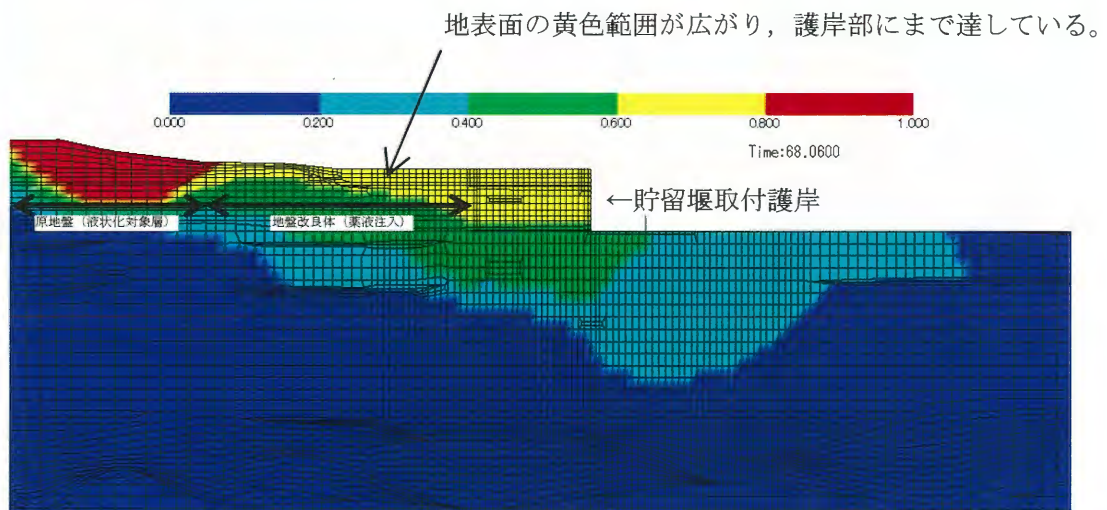 地表面の黄色範囲が広がり，護岸部にまで達している。
0.000 0.200 0.400 0.600 0.800 1.000
Time:68.0600
←貯留堰取付護岸
原地盤（液状化対象層） 地盤改良体（薬液注入）